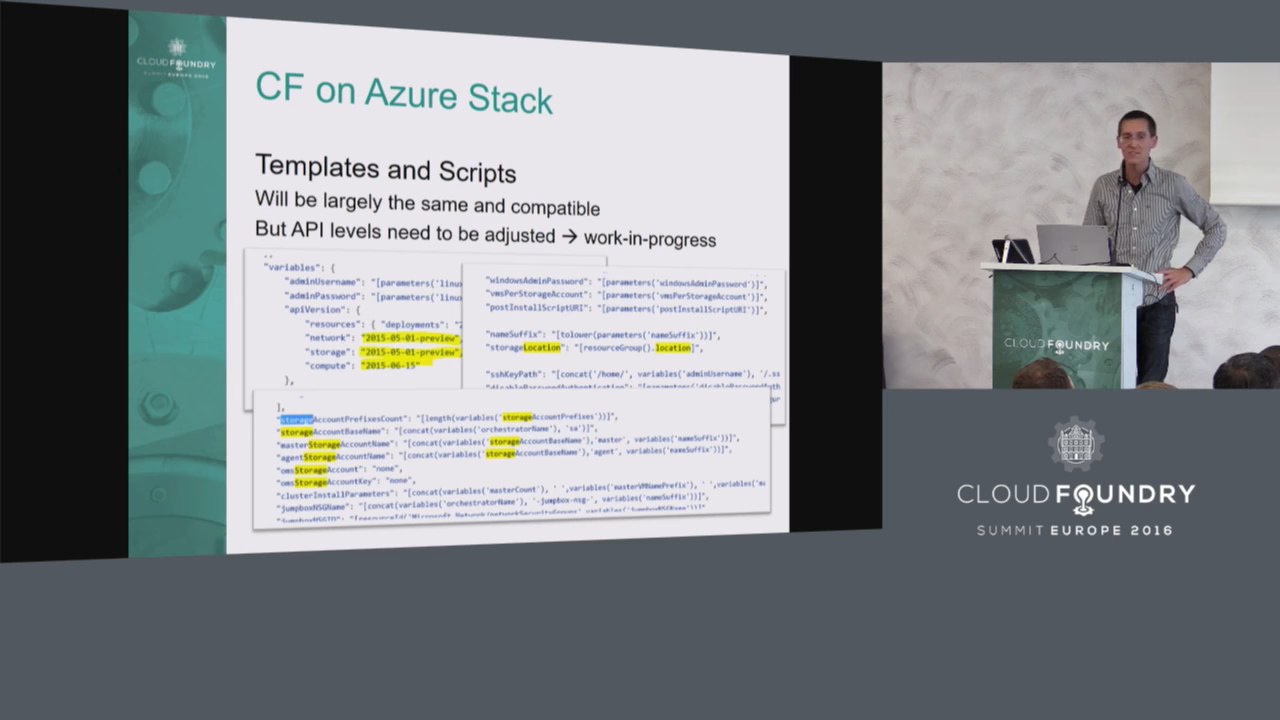 CLOUD FOUNDRY
SUMMIT EUROPE 2016
CF on Azure Stack
Templates and Scripts
Will be largely the same and compatible
But API levels need to be adjusted → work-in-progress
"variables": {
"adminUsername": "[parameters('linux
"adminPassword": "[parameters('linux
"apiVersion": {
"resources": { "deployments":
"network": "2015-05-01-preview",
"storage": "2015-05-01-preview",
"compute": "2015-06-15"
},
"windowsAdminPassword": "[parameters('windowsAdminPassword')]",
"vmsPerStorageAccount": "[parameters('vmsPerStorageAccount')]",
"postInstallScriptURI": "[parameters('postInstallScriptURI')]",
"nameSuffix": "[tolower(parameters('nameSuffix'))]",
"storageLocation": "[resourceGroup().location]",
"sshKeyPath": "[concat('/home/', variables('adminUsername'), '/.ss
],
"storageAccountPrefixesCount": "[length(variables('storageAccountPrefixes'))]",
"storageAccountBaseName": "[concat(variables('orchestratorName'), 'sa')]",
"masterStorageAccountName": "[concat(variables('storageAccountBaseName'),'master', variables('nameSuffix'))]",
"agentStorageAccountName": "[concat(variables('storageAccountBaseName'),'agent', variables('nameSuffix'))]",
"omsStorageAccount": "none",
"omsStorageAccountKey": "none",
"clusterInstallParameters": "[concat(variables('masterCount'), ' ',variables('masterVMNamePrefix'), ' ',variables('ma
"jumpboxNSGName": "[concat(variables('orchestratorName'), '-jumpbox-nsg-', variables('nameSuffix'))]",
CLOUD FOUNDRY
CLOUD FOUNDRY
SUMMIT EUROPE 2016